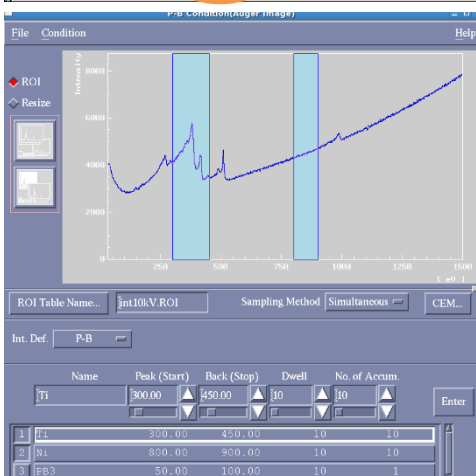 P-B Condition(Auger Image)
File Condition Help
ROI
Resize
Intensity
8000
6000
4000
2000
0
250 500 750 1000 1250 1500
[ eV ]
ROI Table Name... int10kV.ROI Sampling Method Simultaneous CEM...
Int. Def. P-B
Name Peak (Start) Back (Stop) Dwell No. of Accum.
Ti 300.00 450.00 10 10 Enter
1 Ti 300.00 450.00 10 10
2 Ni 800.00 900.00 10 10
3 PB3 50.00 100.00 10 1